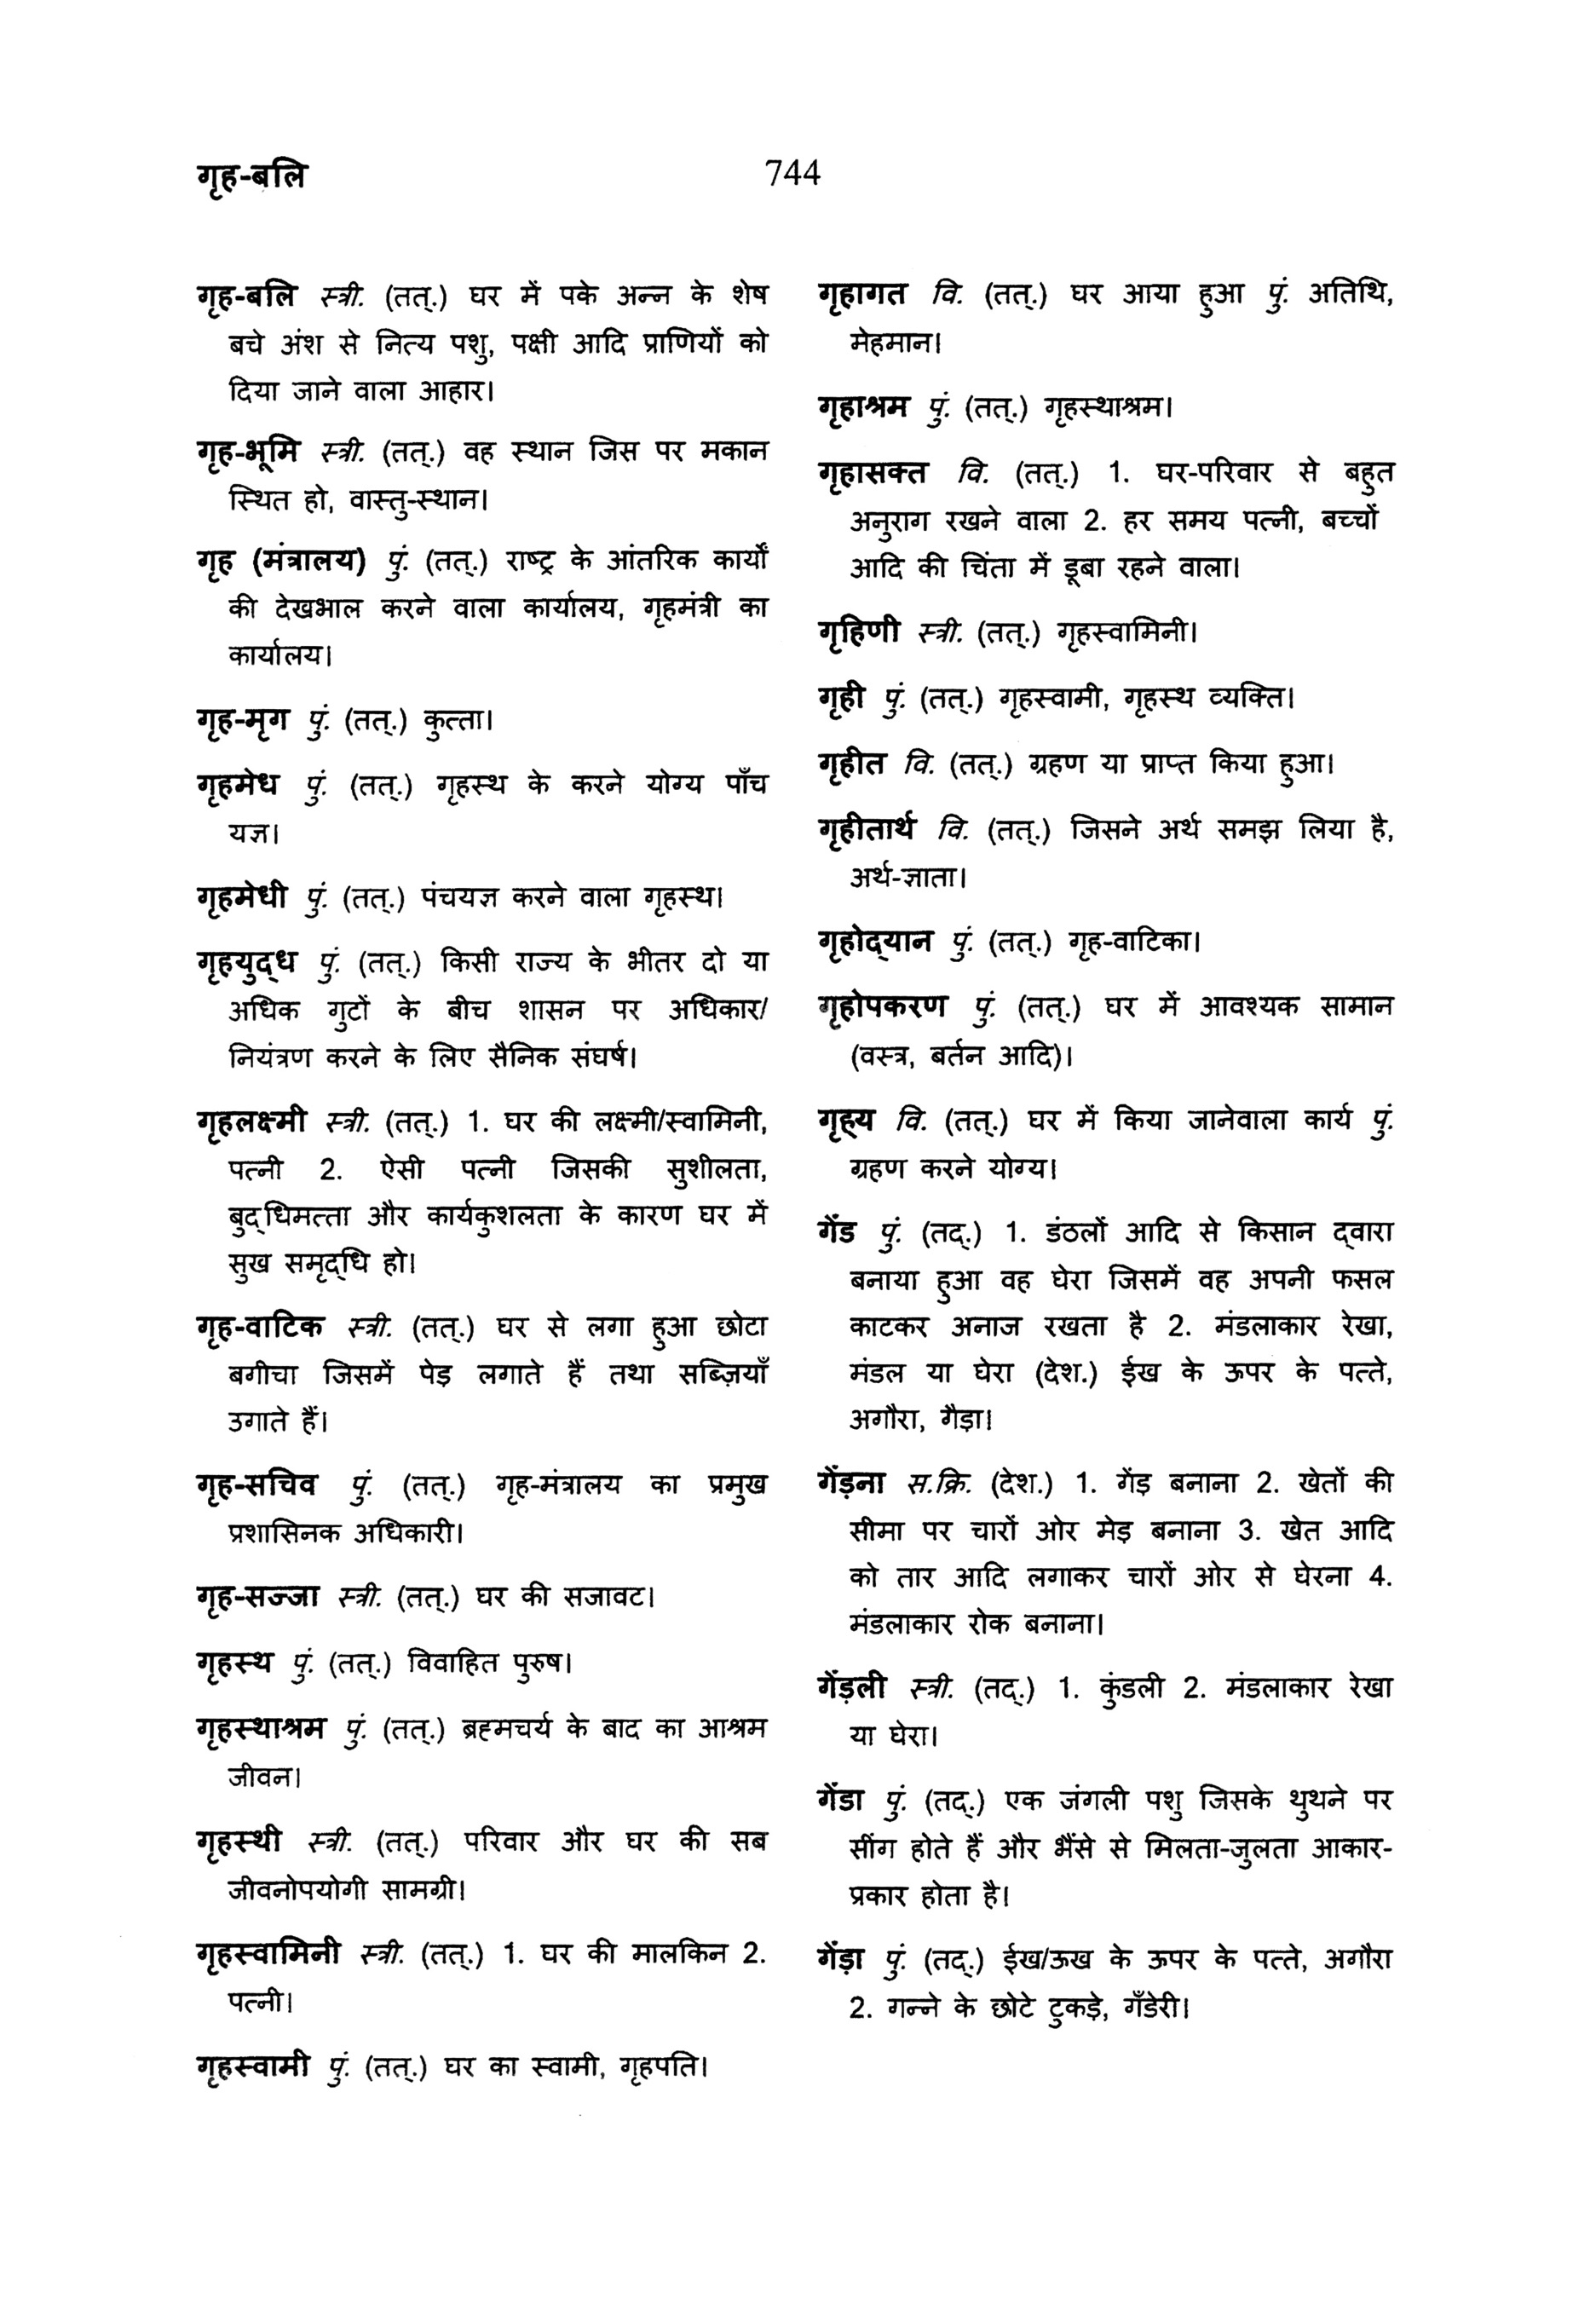 गृह-बलि
744
गृह-बलि स्त्री. (तत्.) घर में पके अन्न के शेष
बचे अंश से नित्य पशु, पक्षी आदि प्राणियों को
दिया जाने वाला आहार।
गृह-भूमि स्त्री. (तत्.) वह स्थान जिस पर मकान
स्थित हो, वास्तु-स्थान।
गृह (मंत्रालय) पुं. (तत्.) राष्ट्र के आंतरिक कार्यों
की देखभाल करने वाला कार्यालय, गृहमंत्री का
कार्यालय।
गृह-मृग पुं. (तत्.) कुत्ता।
गृहमेध पुं. (तत्.) गृहस्थ के करने योग्य पाँच
यज्ञ।
गृहमेधी पुं. (तत्.) पंचयज्ञ करने वाला गृहस्थ।
गृहयुद्ध पुं. (तत्.) किसी राज्य के भीतर दो या
अधिक गुटों के बीच शासन पर अधिकार/
नियंत्रण करने के लिए सैनिक संघर्ष।
गृहलक्ष्मी स्त्री. (तत्.) 1. घर की लक्ष्मी/स्वामिनी,
पत्नी 2. ऐसी पत्नी जिसकी सुशीलता,
बुद्धिमत्ता और कार्यकुशलता के कारण घर में
सुख समृद्धि हो।
गृह-वाटिक स्त्री. (तत्.) घर से लगा हुआ छोटा
बगीचा जिसमें पेड़ लगाते हैं तथा सब्ज़ियाँ
उगाते हैं।
गृह-सचिव पुं. (तत्.) गृह-मंत्रालय का प्रमुख
प्रशासिनक अधिकारी।
गृह-सज्जा स्त्री. (तत्.) घर की सजावट।
गृहस्थ पुं. (तत्.) विवाहित पुरुष।
गृहस्थाश्रम पुं. (तत्.) ब्रह्मचर्य के बाद का आश्रम
जीवन।
गृहस्थी स्त्री. (तत्.) परिवार और घर की सब
जीवनोपयोगी सामग्री।
गृहस्वामिनी स्त्री. (तत्.) 1. घर की मालकिन 2.
पत्नी।
गृहस्वामी पुं. (तत्.) घर का स्वामी, गृहपति।
गृहागत वि. (तत्.) घर आया हुआ पुं. अतिथि,
मेहमान।
गृहाश्रम पुं. (तत्.) गृहस्थाश्रम।
गृहासक्त वि. (तत्.) 1. घर-परिवार से बहुत
अनुराग रखने वाला 2. हर समय पत्नी, बच्चों
आदि की चिंता में डूबा रहने वाला।
गृहिणी स्त्री. (तत्.) गृहस्वामिनी।
गृही पुं. (तत्.) गृहस्वामी, गृहस्थ व्यक्ति।
गृहीत वि. (तत्.) ग्रहण या प्राप्त किया हुआ।
गृहीतार्थ वि. (तत्.) जिसने अर्थ समझ लिया है,
अर्थ-ज्ञाता।
गृहोद्यान पुं. (तत्.) गृह-वाटिका।
गृहोपकरण पुं. (तत्.) घर में आवश्यक सामान
(वस्त्र, बर्तन आदि)।
गृह्य वि. (तत्.) घर में किया जानेवाला कार्य पुं.
ग्रहण करने योग्य।
गेंड पुं. (तद्.) 1. डंठलों आदि से किसान द्वारा
बनाया हुआ वह घेरा जिसमें वह अपनी फसल
काटकर अनाज रखता है 2. मंडलाकार रेखा,
मंडल या घेरा (देश.) ईख के ऊपर के पत्ते,
अगौरा, गैड़ा।
गेंड़ना स.क्रि. (देश.) 1. गेंड़ बनाना 2. खेतों की
सीमा पर चारों ओर मेड़ बनाना 3. खेत आदि
को तार आदि लगाकर चारों ओर से घेरना 4.
मंडलाकार रोक बनाना।
गेंड़ली स्त्री. (तद्.) 1. कुंडली 2. मंडलाकार रेखा
या घेरा।
गेंडा पुं. (तद्.) एक जंगली पशु जिसके थुथने पर
सींग होते हैं और भैंसे से मिलता-जुलता आकार-
प्रकार होता है।
गेंड़ा पुं. (तद्.) ईख/ऊख के ऊपर के पत्ते, अगौरा
2. गन्ने के छोटे टुकड़े, गँडेरी।